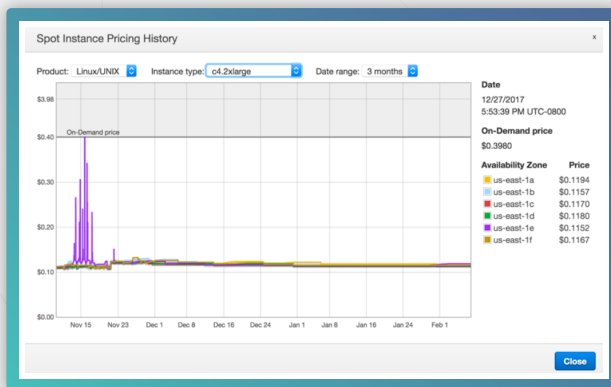 Spot Instance Pricing History
x
Product: Linux/UNIX Instance type: c4.2xlarge Date range: 3 months
$3.98
On-Demand price
$0.40
$0.30
$0.20
$0.10
$0.00
Nov 15 Nov 23 Dec 1 Dec 8 Dec 16 Dec 24 Jan 1 Jan 8 Jan 16 Jan 24 Feb 1
Date
12/27/2017
5:53:39 PM UTC-0800
On-Demand price
$0.3980
Availability Zone Price
us-east-1a $0.1194
us-east-1b $0.1157
us-east-1c $0.1170
us-east-1d $0.1180
us-east-1e $0.1152
us-east-1f $0.1167
Close